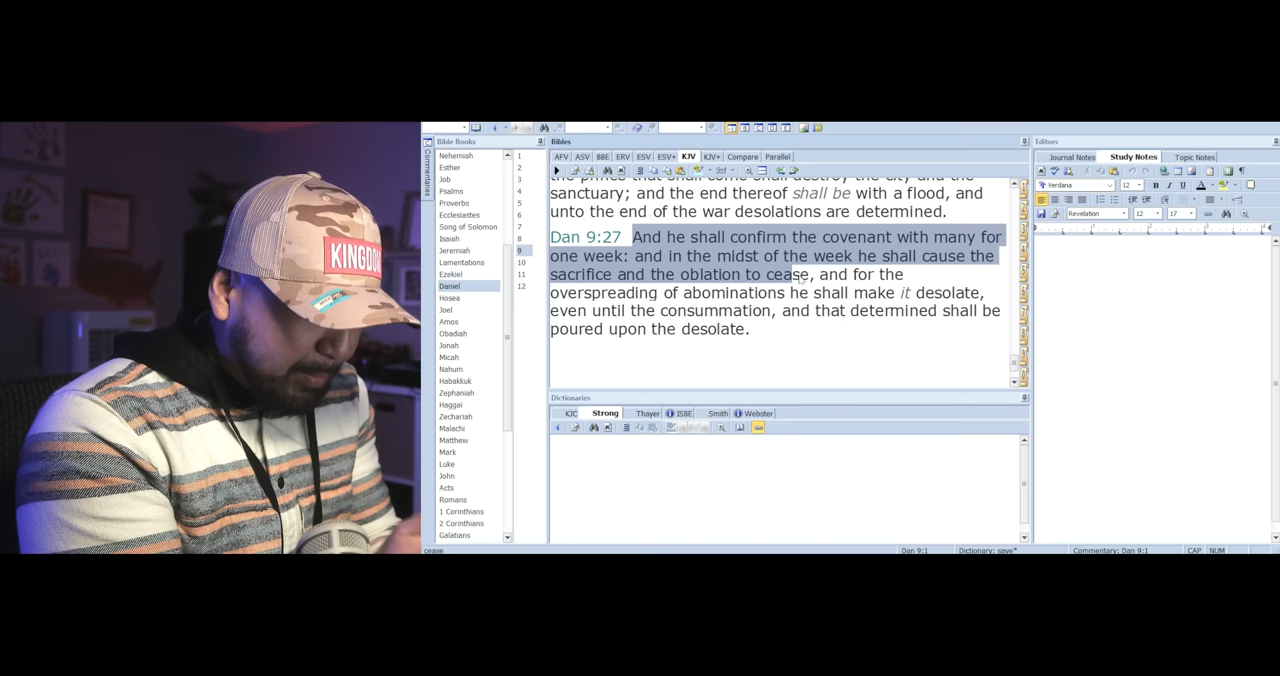 KINGDO
Commentaries
Bible Books
Nehemiah
Esther
Job
Psalms
Proverbs
Ecclesiastes
Song of Solomon
Isaiah
Jeremiah
Lamentations
Ezekiel
Daniel
Hosea
Joel
Amos
Obadiah
Jonah
Micah
Nahum
Habakkuk
Zephaniah
Haggai
Zechariah
Malachi
Matthew
Mark
Luke
John
Acts
Romans
1 Corinthians
2 Corinthians
Galatians
1
2
3
4
5
6
7
8
9
10
11
12
Bibles
AFV ASV BBE ERV ESV ESV+ KJV KJV+ Compare Parallel
sanctuary; and the end thereof shall be with a flood, and
unto the end of the war desolations are determined.
Dan 9:27 And he shall confirm the covenant with many for
one week: and in the midst of the week he shall cause the
sacrifice and the oblation to cease, and for the
overspreading of abominations he shall make it desolate,
even until the consummation, and that determined shall be
poured upon the desolate.
Dictionaries
KJC Strong Thayer ISBE Smith Webster
Editors
Journal Notes Study Notes Topic Notes
Verdana 12 B I U A
Revelation 12 17
cease Dan 9:1 Dictionary: save* Commentary: Dan 9:1 CAP NUM